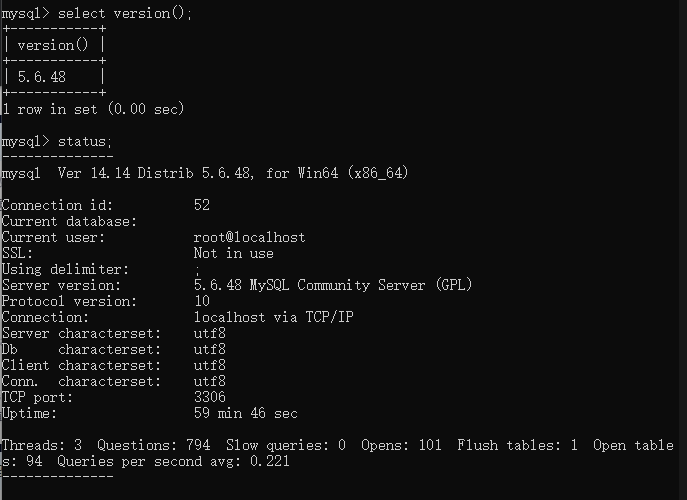 mysql> select version();
+-----------+
| version() |
+-----------+
| 5.6.48    |
+-----------+
1 row in set (0.00 sec)
mysql> status;
--------------
mysql  Ver 14.14 Distrib 5.6.48, for Win64 (x86_64)
Connection id:          52
Current database:
Current user:           root@localhost
SSL:                    Not in use
Using delimiter:        ;
Server version:         5.6.48 MySQL Community Server (GPL)
Protocol version:       10
Connection:             localhost via TCP/IP
Server characterset:    utf8
Db     characterset:    utf8
Client characterset:    utf8
Conn.  characterset:    utf8
TCP port:               3306
Uptime:                 59 min 46 sec
Threads: 3  Questions: 794  Slow queries: 0  Opens: 101  Flush tables: 1  Open table
s: 94  Queries per second avg: 0.221
--------------